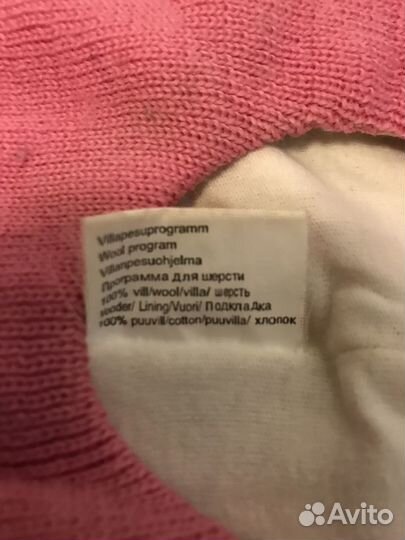 Villapesuprogramm
Wool program
Villanpesuohjelma
Программа для шерсти
100% vill/wool/villa/ шерсть
vooder/ Lining/Vuori/ ПодклаДка
100% puuvill/cotton/puuvilla/ хлопок
Avito